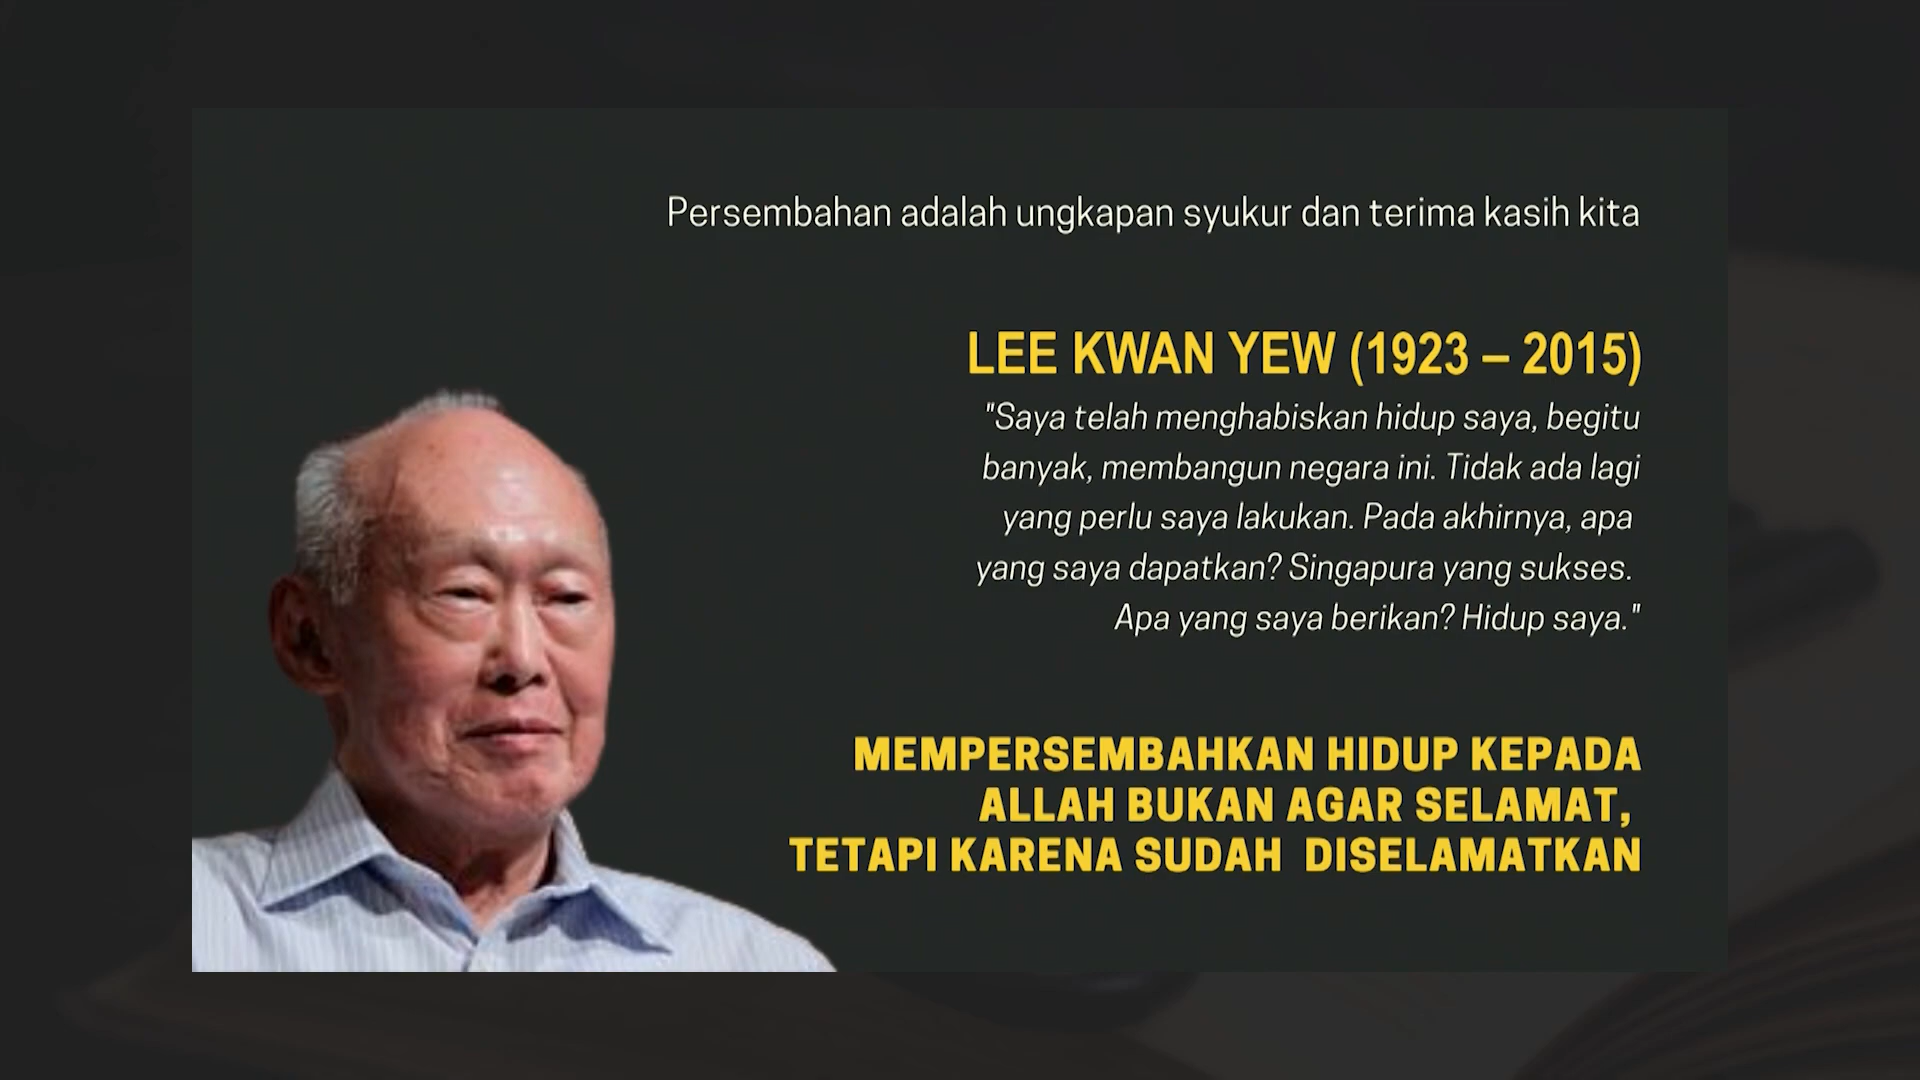 Persembahan adalah ungkapan syukur dan terima kasih kita
LEE KWAN YEW (1923 – 2015)
"Saya telah menghabiskan hidup saya, begitu
banyak, membangun negara ini. Tidak ada lagi
yang perlu saya lakukan. Pada akhirnya, apa
yang saya dapatkan? Singapura yang sukses.
Apa yang saya berikan? Hidup saya."
MEMPERSEMBAHKAN HIDUP KEPADA
ALLAH BUKAN AGAR SELAMAT,
TETAPI KARENA SUDAH DISELAMATKAN